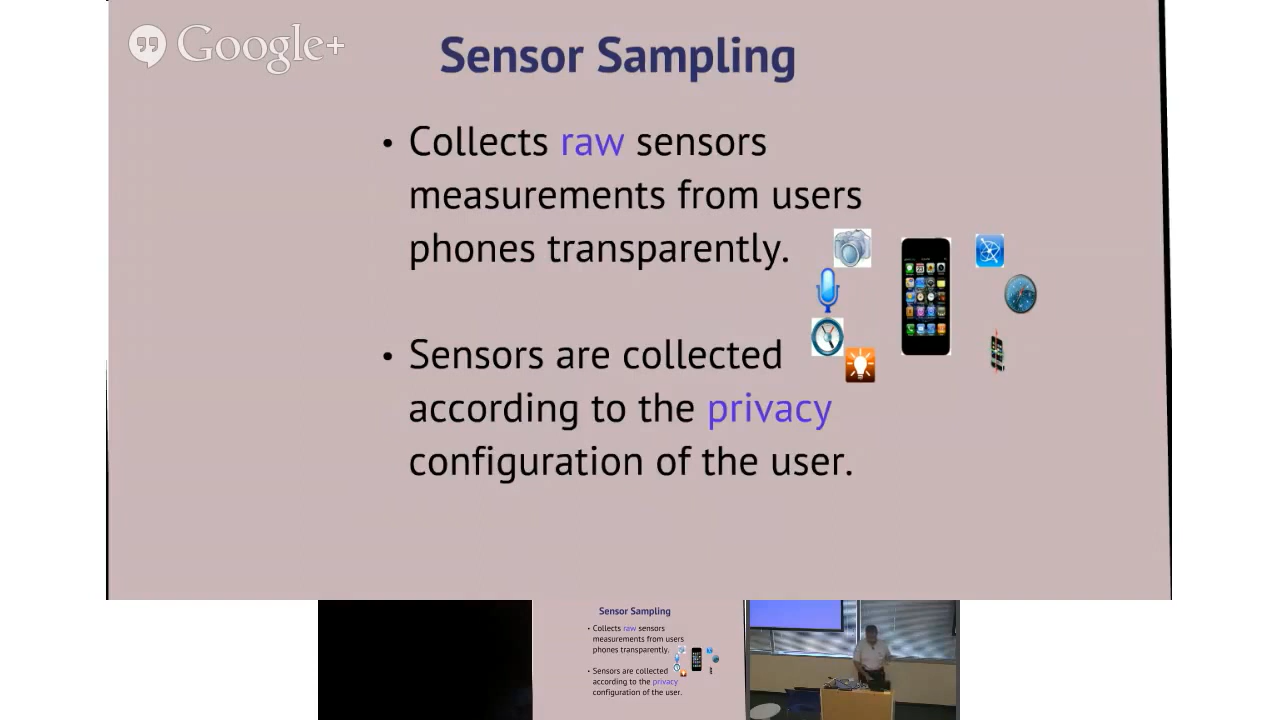 Google+
Sensor Sampling
• Collects raw sensors
measurements from users
phones transparently.
• Sensors are collected
according to the privacy
configuration of the user.
Sensor Sampling
• Collects raw sensors
measurements from users
phones transparently.
• Sensors are collected
according to the privacy
configuration of the user.